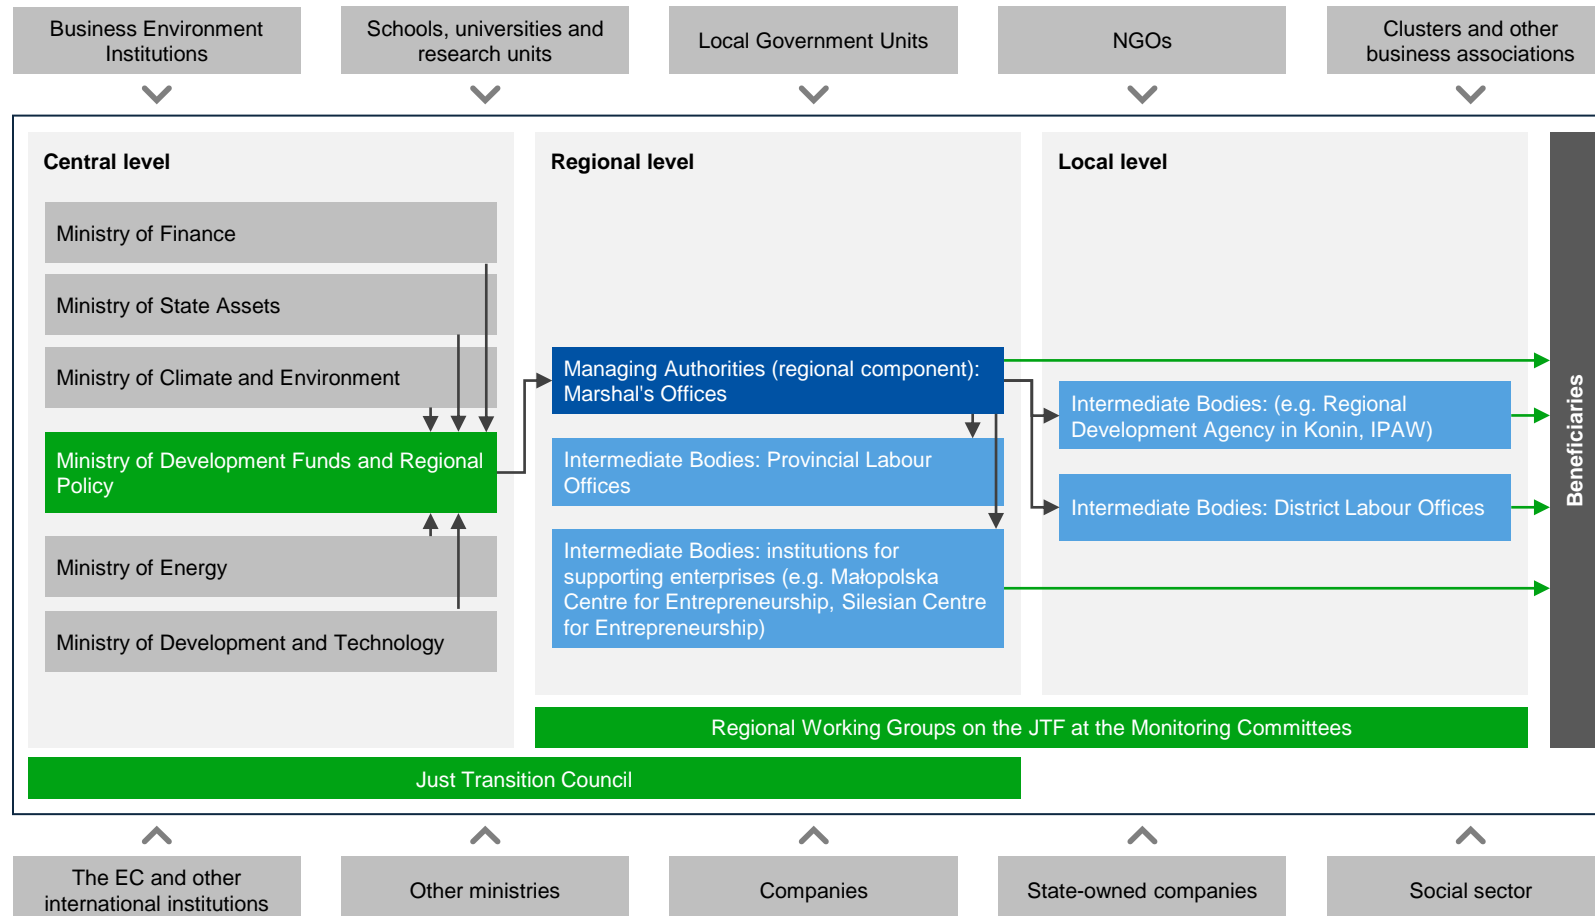 Business Environment
Institutions
Schools, universities and
research units
Local Government Units
NGOs
Clusters and other
business associations
Central level
Ministry of Finance
Ministry of State Assets
Ministry of Climate and Environment
Ministry of Development Funds and Regional
Policy
Ministry of Energy
Ministry of Development and Technology
Regional level
Managing Authorities (regional component):
Marshal's Offices
Intermediate Bodies: Provincial Labour
Offices
Intermediate Bodies: institutions for
supporting enterprises (e.g. Małopolska
Centre for Entrepreneurship, Silesian Centre
for Entrepreneurship)
Local level
Intermediate Bodies: (e.g. Regional
Development Agency in Konin, IPAW)
Intermediate Bodies: District Labour Offices
Beneficiaries
Regional Working Groups on the JTF at the Monitoring Committees
Just Transition Council
The EC and other
international institutions
Other ministries
Companies
State-owned companies
Social sector